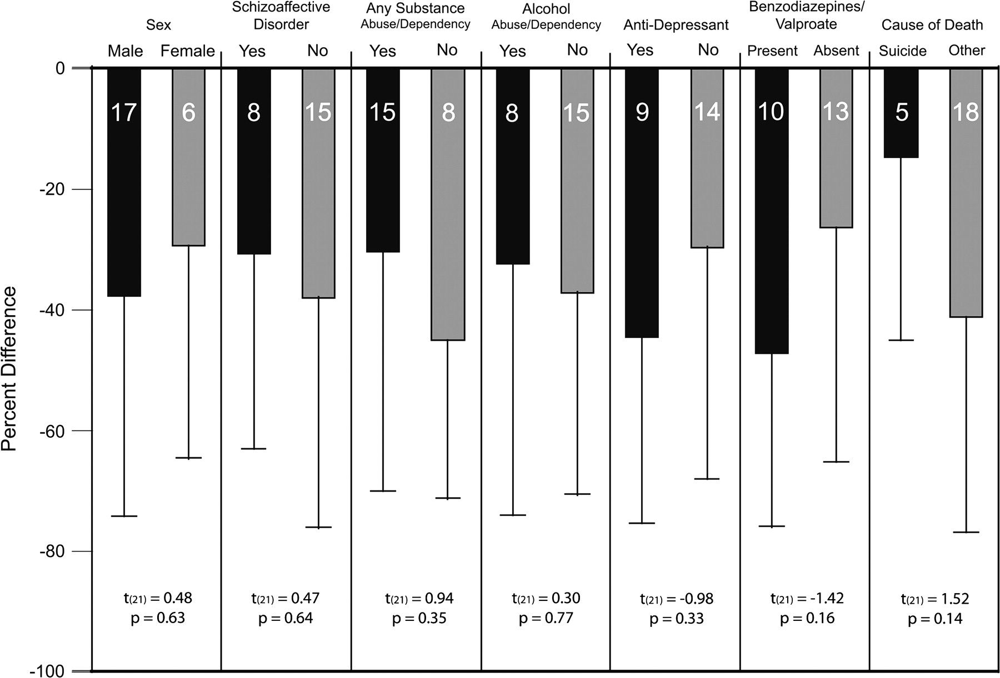 Sex
Schizoaffective
Disorder
Any Substance
Abuse/Dependency
Alcohol
Abuse/Dependency
Anti-Depressant
Benzodiazepines/
Valproate
Cause of Death
Male Female Yes No Yes No Yes No Yes No Present Absent Suicide Other
0
17 6 8 15 15 8 8 15 9 14 10 13 5 18
-20
-40
-60
-80
-100
Percent Difference
t(21) = 0.48
p = 0.63
t(21) = 0.47
p = 0.64
t(21) = 0.94
p = 0.35
t(21) = 0.30
p = 0.77
t(21) = -0.98
p = 0.33
t(21) = -1.42
p = 0.16
t(21) = 1.52
p = 0.14